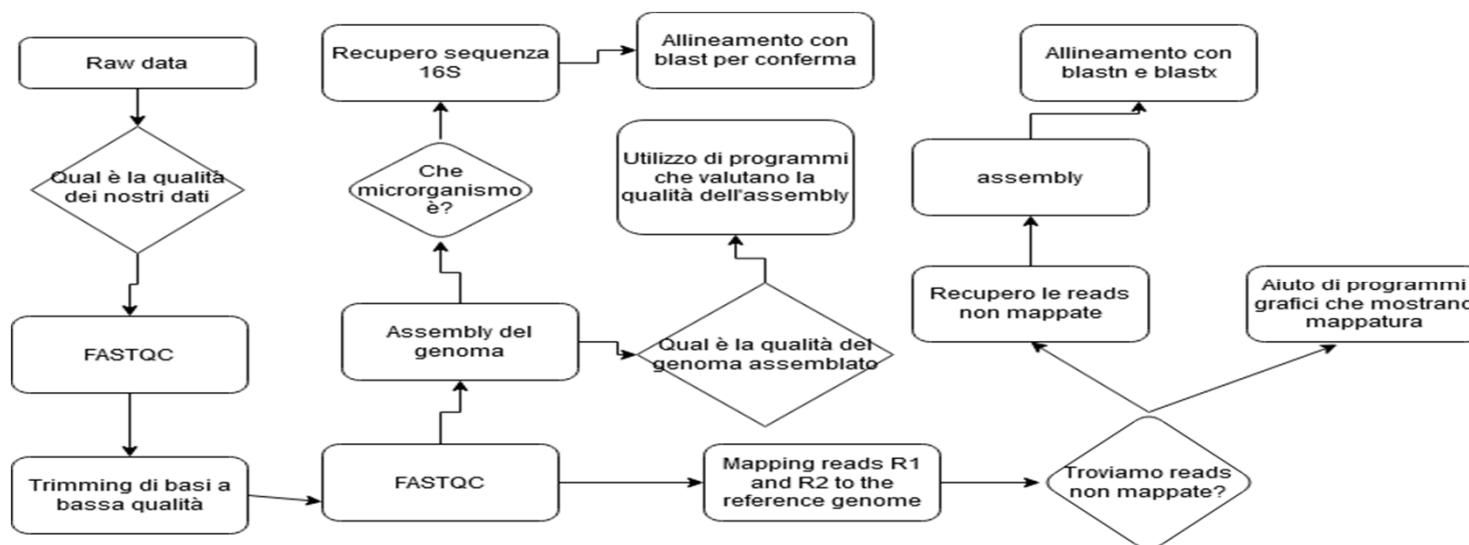 Raw data
Qual è la qualità
dei nostri dati
FASTQC
Trimming di basi a
bassa qualità
Recupero sequenza
16S
Allineamento con
blast per conferma
Che
microrganismo
è?
Utilizzo di programmi
che valutano la
qualità dell'assembly
Assembly del
genoma
Qual è la qualità del
genoma assemblato
FASTQC
Mapping reads R1
and R2 to the
reference genome
Troviamo reads
non mappate?
Recupero le reads
non mappate
assembly
Allineamento con
blastn e blastx
Aiuto di programmi
grafici che mostrano
mappatura